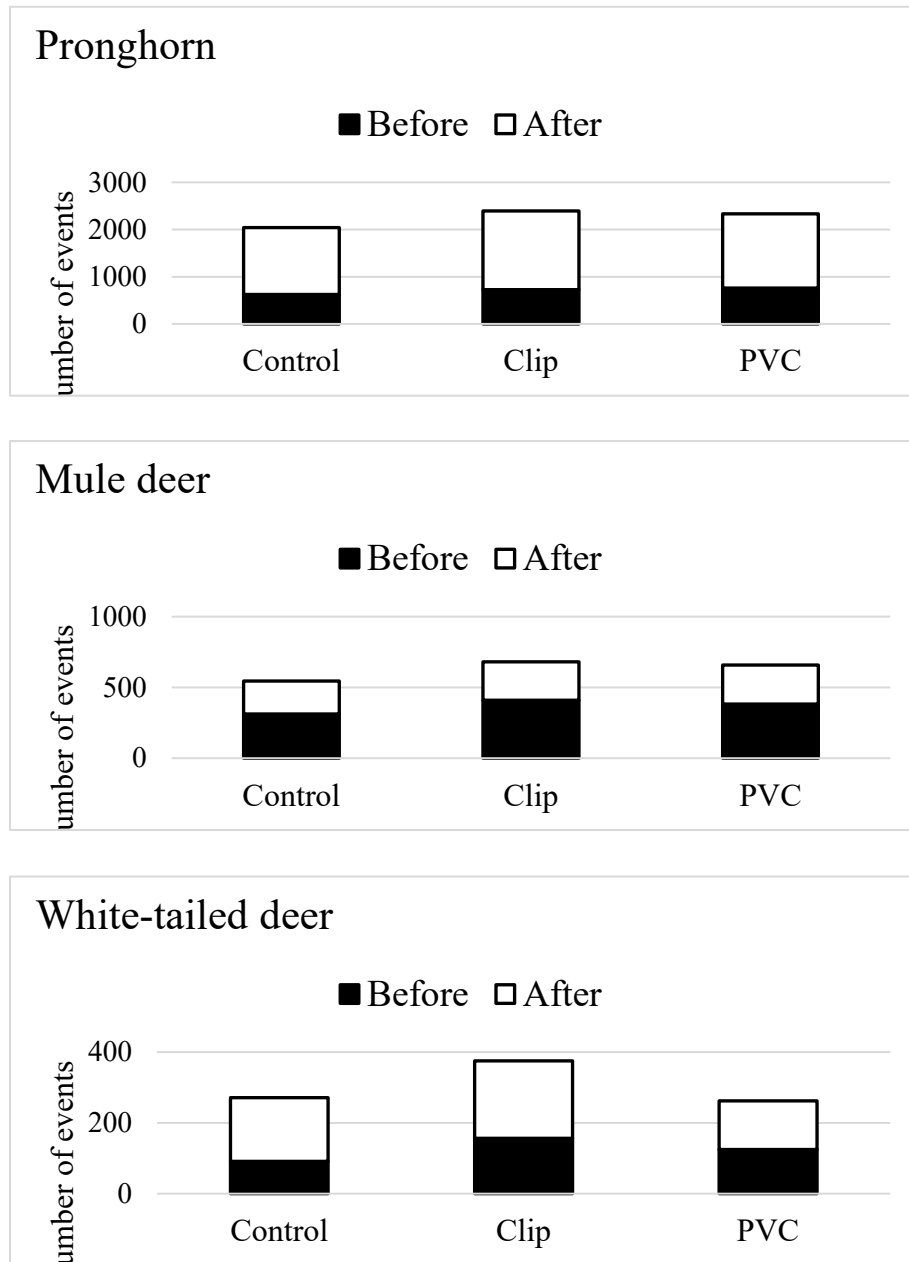 Pronghorn
Before After
umber of events
3000
2000
1000
0
Control Clip PVC
Mule deer
Before After
umber of events
1000
500
0
Control Clip PVC
White-tailed deer
Before After
umber of events
400
200
0
Control Clip PVC